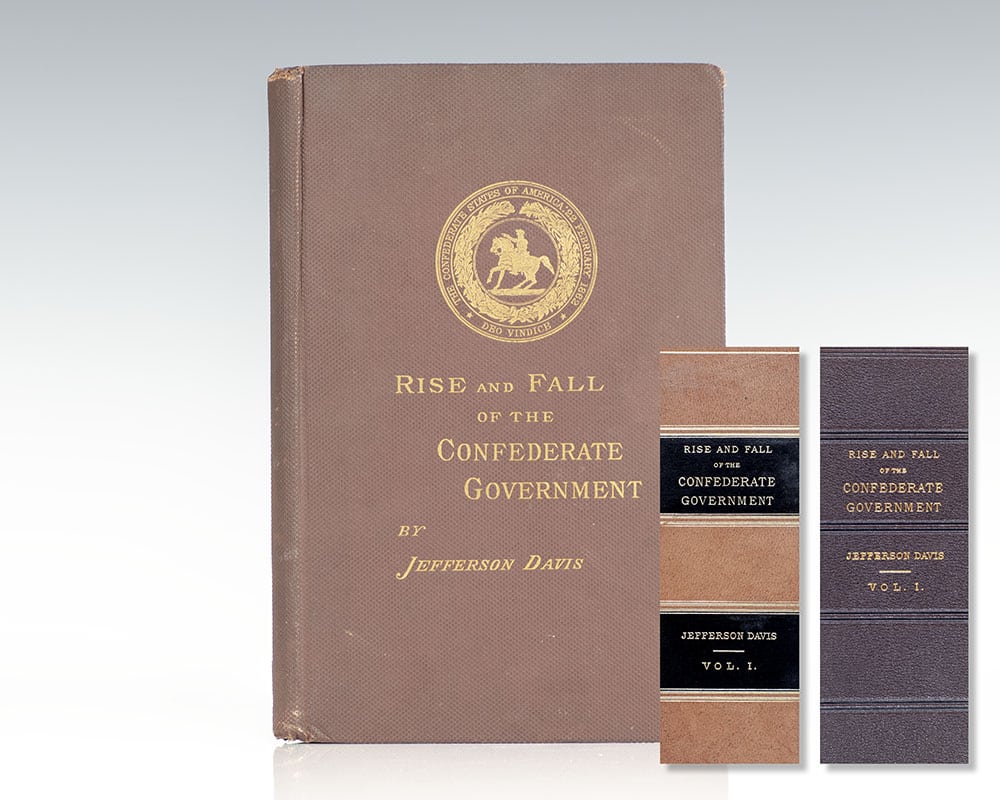 THE CONFEDERATE STATES OF AMERICA: 22 FEBRUARY 1862
DEO VINDICE
RISE AND FALL
OF THE
CONFEDERATE
GOVERNMENT
BY
JEFFERSON DAVIS
RISE AND FALL
OF THE
CONFEDERATE
GOVERNMENT
JEFFERSON DAVIS
VOL. I.
RISE AND FALL
OF THE
CONFEDERATE
GOVERNMENT
JEFFERSON DAVIS
VOL. I.